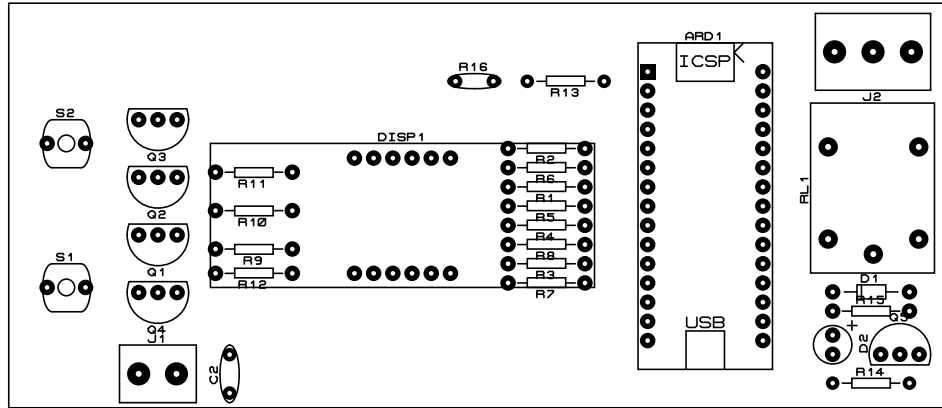 ARD1
ICSP
R16
R13
J2
S2
Q3
DISP1
R2
R11
R6
RL1
R1
Q2
R10
R5
R4
S1
Q1
R9
R8
R12
R3
R7
D1
R15
Q4
J1
USB
+
Q5
D2
C2
R14